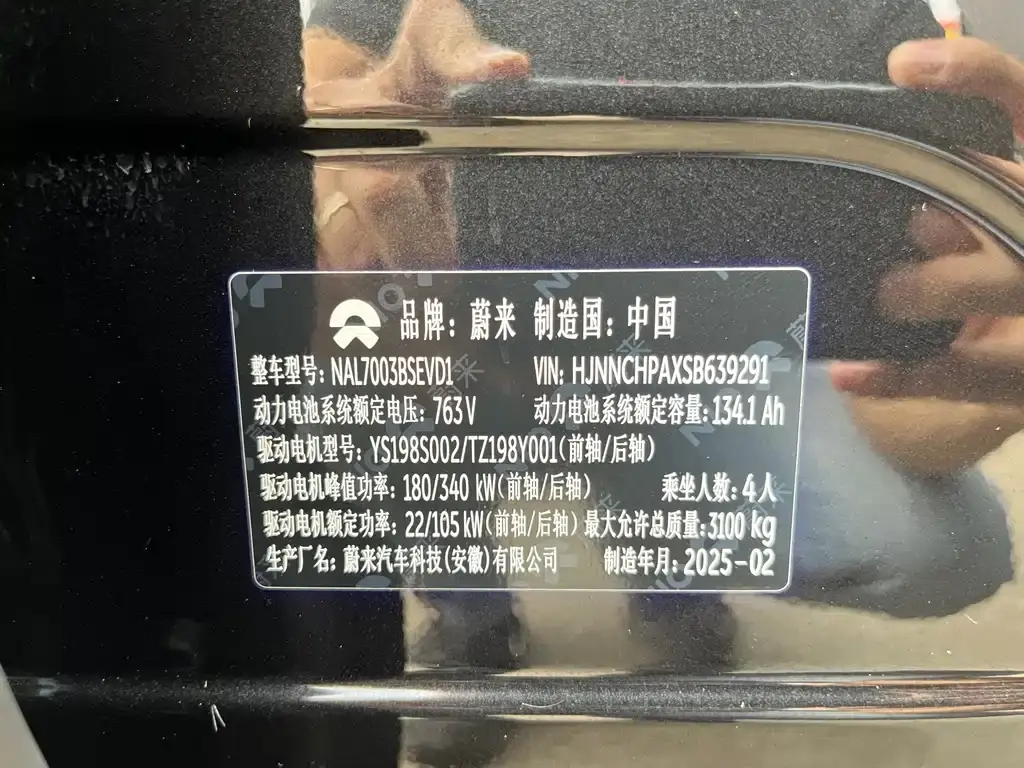 品牌: 蔚来 制造国: 中国
整车型号: NAL7003BSEVD1 VIN: HJNNCHPAXSB639291
动力电池系统额定电压: 763V 动力电池系统额定容量: 134.1 Ah
驱动电机型号: YS198S002/TZ198Y001(前轴/后轴)
驱动电机峰值功率: 180/340 kW(前轴/后轴) 乘坐人数: 4人
驱动电机额定功率: 22/105 kW(前轴/后轴) 最大允许总质量: 3100 kg
生产厂名: 蔚来汽车科技(安徽)有限公司 制造年月: 2025-02